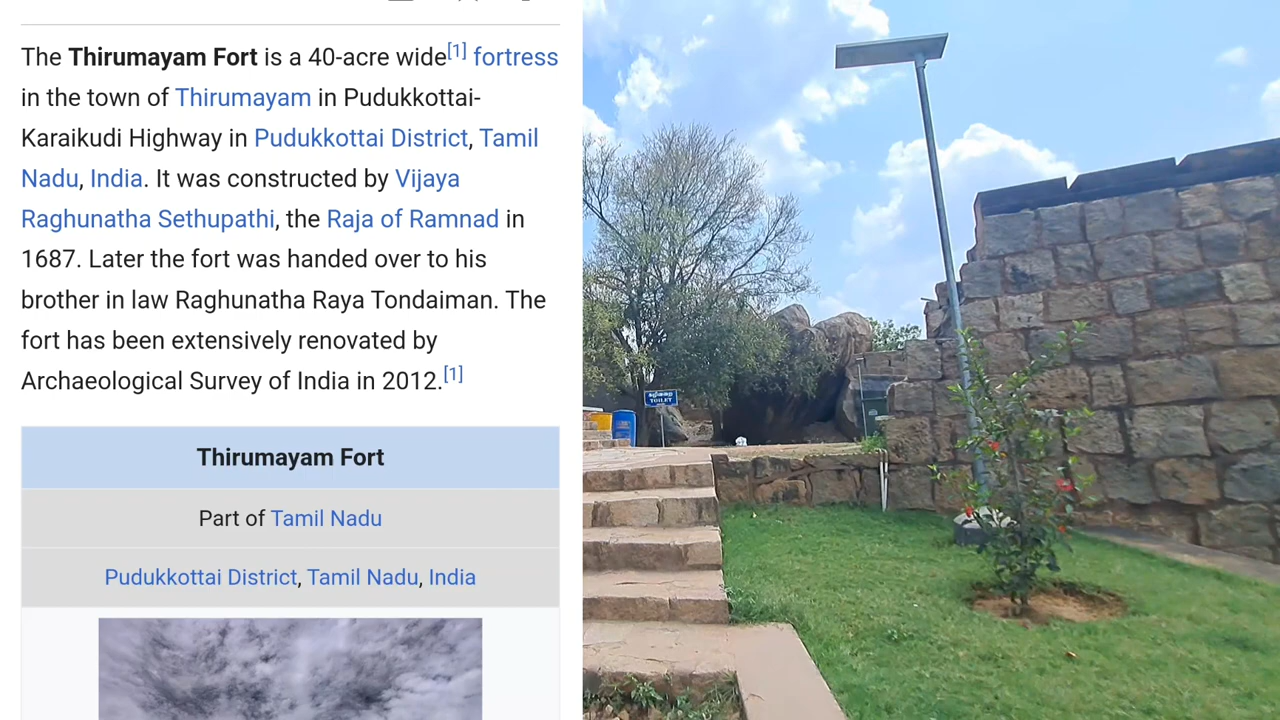 The Thirumayam Fort is a 40-acre wide[1] fortress
in the town of Thirumayam in Pudukkottai-
Karaikudi Highway in Pudukkottai District, Tamil
Nadu, India. It was constructed by Vijaya
Raghunatha Sethupathi, the Raja of Ramnad in
1687. Later the fort was handed over to his
brother in law Raghunatha Raya Tondaiman. The
fort has been extensively renovated by
Archaeological Survey of India in 2012.[1]
Thirumayam Fort
Part of Tamil Nadu
Pudukkottai District, Tamil Nadu, India
கழிவறை
TOILET